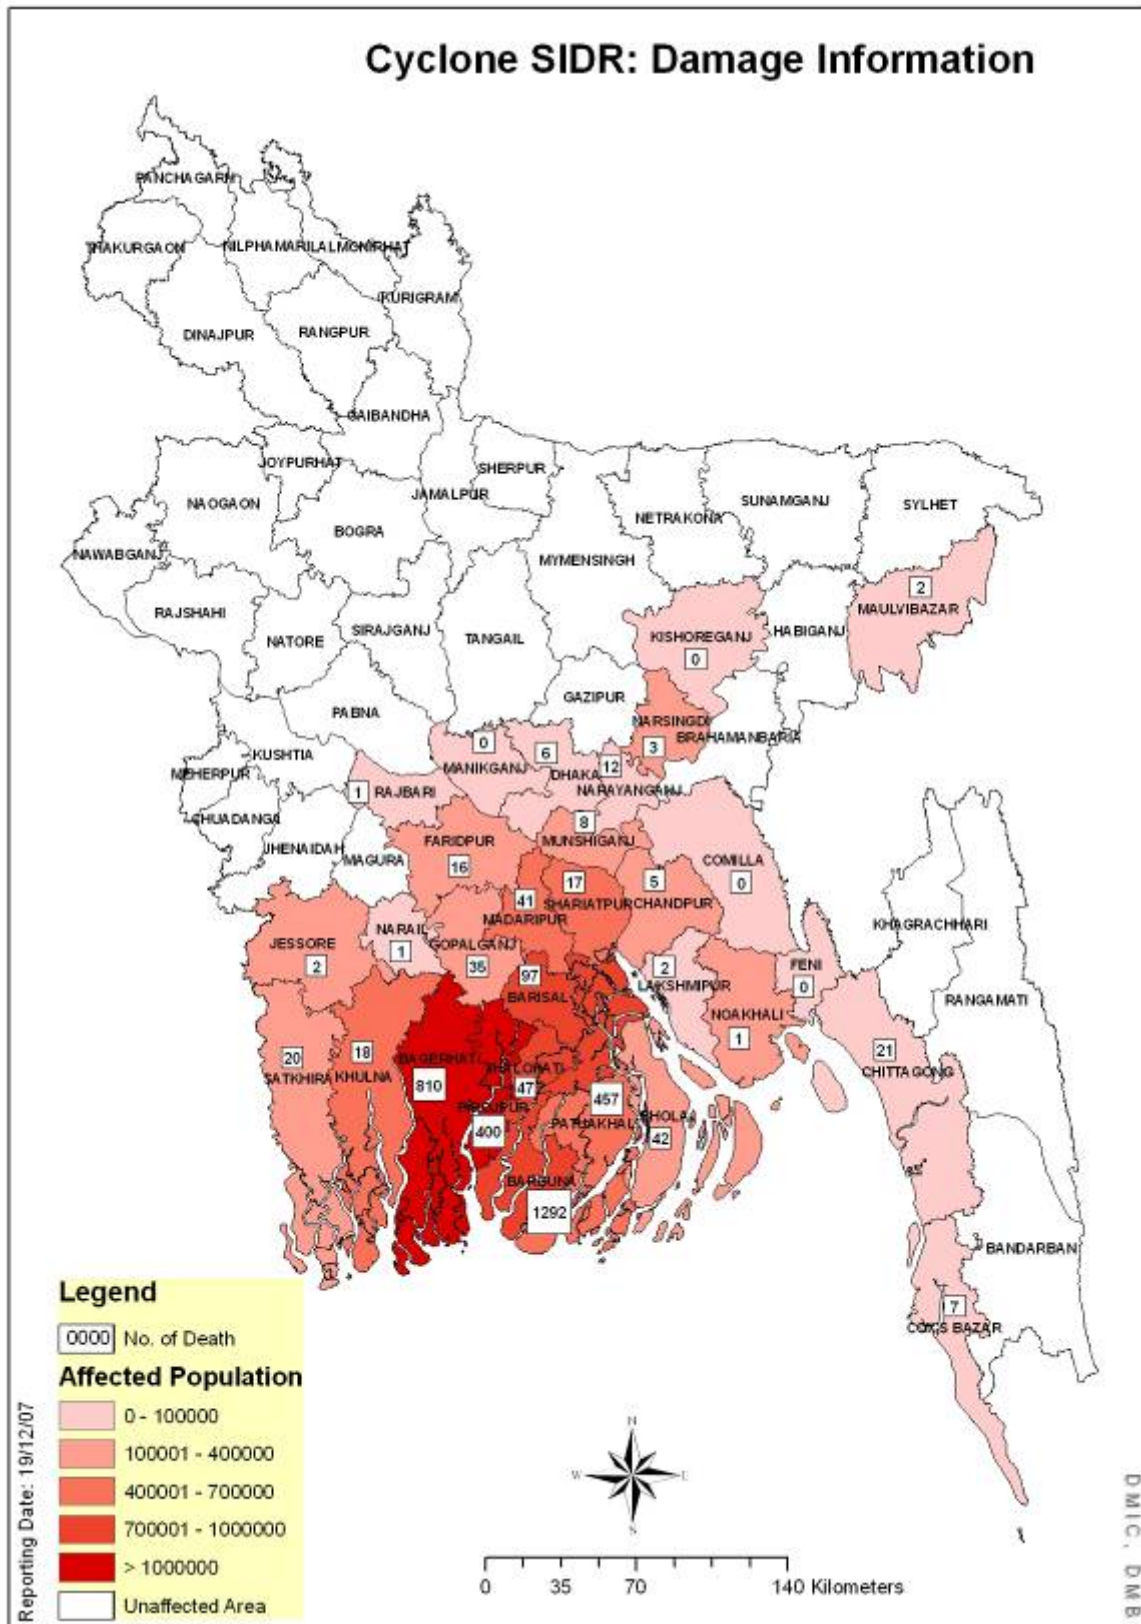 Cyclone SIDR: Damage Information
PANCHAGARH
THAKURGAON
NILPHAMARI
LALMONIRHAT
KURIGRAM
DINAJPUR
RANGPUR
GAIBANDHA
JOYPURHAT
SHERPUR
JAMALPUR
NAOGAON
BOGRA
NETRAKONA
SUNAMGANJ
SYLHET
NAWABGANJ
MYMENSINGH
2
MAULVIBAZAR
RAJSHAHI
NATORE
SIRAJGANJ
TANGAIL
KISHOREGANJ
0
HABIGANJ
GAZIPUR
PABNA
NARSINGDI
3
BRAHAMANBARIA
KUSHTIA
0
MANIKGANJ
6
DHAKA
12
NARAYANGANJ
MEHERPUR
1
RAJBARI
CHUADANGA
8
MUNSHIGANJ
JHENAIDAH
MAGURA
FARIDPUR
16
COMILLA
0
17
SHARIATPUR
5
CHANDPUR
41
MADARIPUR
KHAGRACHHARI
JESSORE
2
NARAIL
1
GOPALGANJ
35
97
BARISAL
2
LAKSHMIPUR
FENI
0
RANGAMATI
NOAKHALI
1
20
SATKHIRA
18
KHULNA
BAGERHAT
810
47
21
CHITTAGONG
400
457
PATUAKHALI
BHOLA
42
BARGUNA
1292
BANDARBAN
7
COX'S BAZAR
Legend
0000 No. of Death
Affected Population
0 - 100000
100001 - 400000
400001 - 700000
700001 - 1000000
> 1000000
Unaffected Area
N
W
E
S
0 35 70 140 Kilometers
Reporting Date: 19/12/07
DMIC, DMB